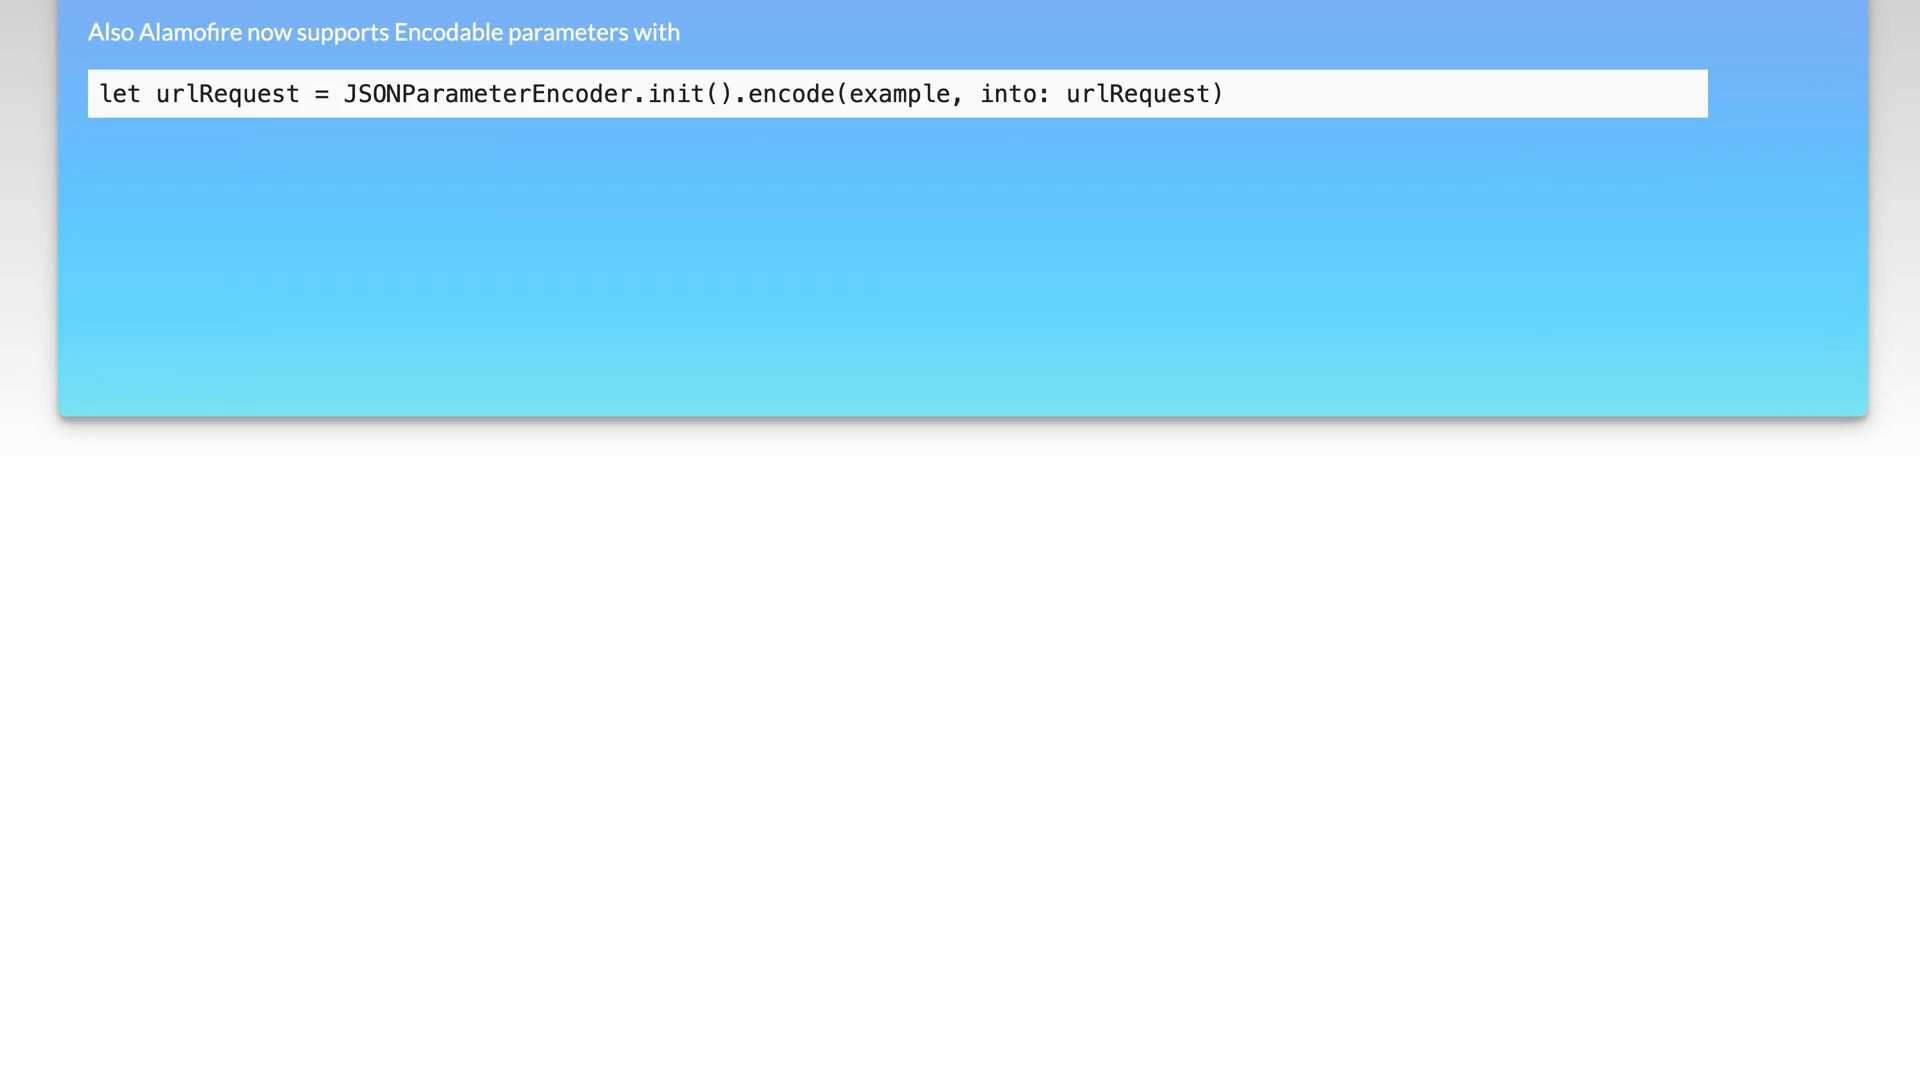 Also Alamofire now supports Encodable parameters with
let urlRequest = JSONParameterEncoder.init().encode(example, into: urlRequest)